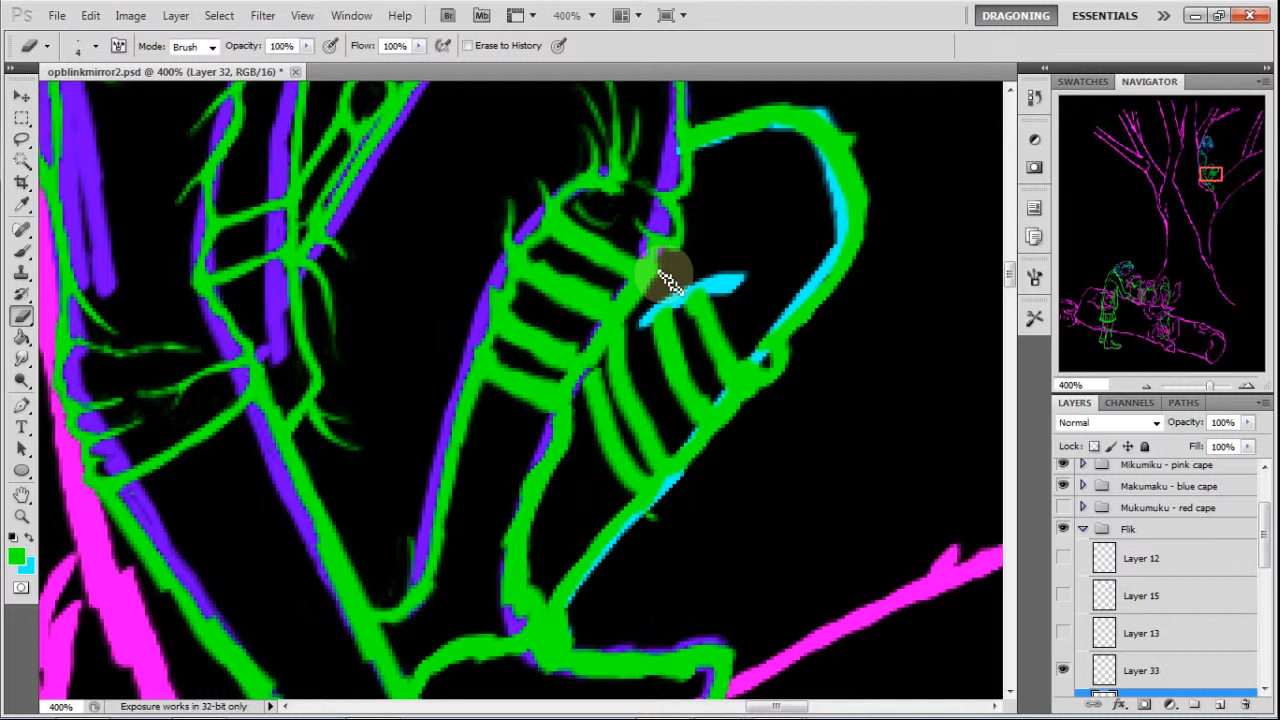 Ps File Edit Image Layer Select Filter View Window Help Br Mb 400% DRAGONING ESSENTIALS
4 Mode: Brush Opacity: 100% Flow: 100% Erase to History
opblinkmirror2.psd @ 400% (Layer 32, RGB/16) *
SWATCHES NAVIGATOR
400%
LAYERS CHANNELS PATHS
Normal Opacity: 100%
Lock: Fill: 100%
Mikumiku - pink cape
Makumaku - blue cape
Mukumuku - red cape
Flik
Layer 12
Layer 15
Layer 13
Layer 33
400% Exposure works in 32-bit only